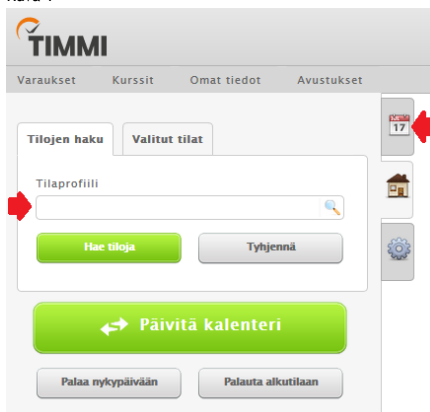 TIMMI
Varaukset Kurssit Omat tiedot Avustukset
17
Tilojen haku Valitut tilat
Tilaprofiili
Hae tiloja Tyhjennä
Päivitä kalenteri
Palaa nykypäivään Palauta alkutilaan